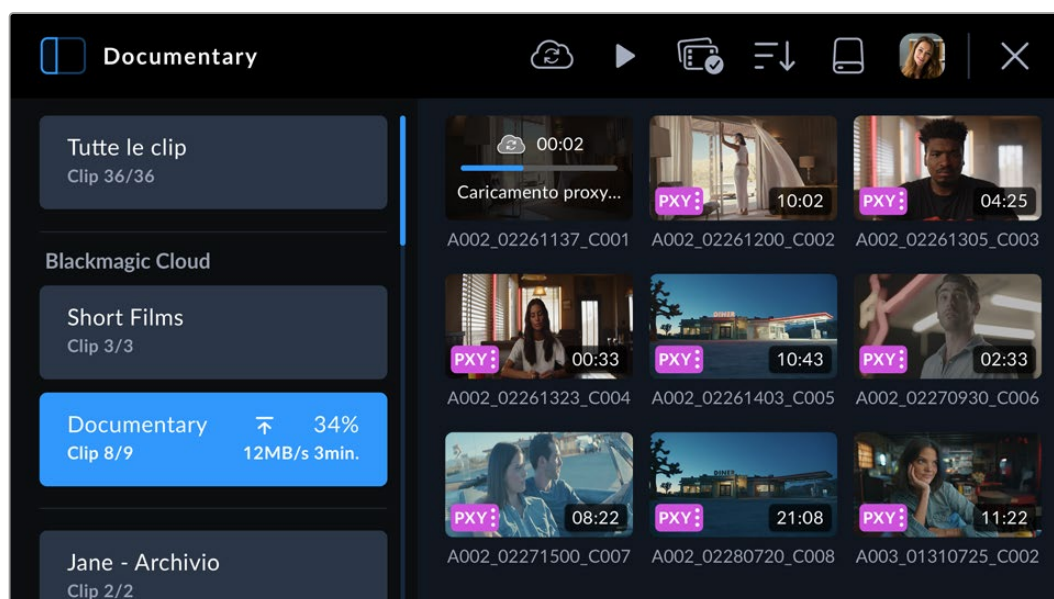 Documentary
Tutte le clip
Clip 36/36
Blackmagic Cloud
Short Films
Clip 3/3
Documentary 34%
Clip 8/9 12MB/s 3min.
Jane - Archivio
Clip 2/2
00:02
Caricamento proxy...
PXY 10:02
PXY 04:25
A002_02261137_C001 A002_02261200_C002 A002_02261305_C003
DINER
PXY 00:33 PXY 10:43 PXY 02:33
A002_02261323_C004 A002_02261403_C005 A002_02270930_C006
DINER
PXY 08:22 PXY 21:08 PXY 11:22
A002_02271500_C007 A002_02280720_C008 A003_01310725_C002